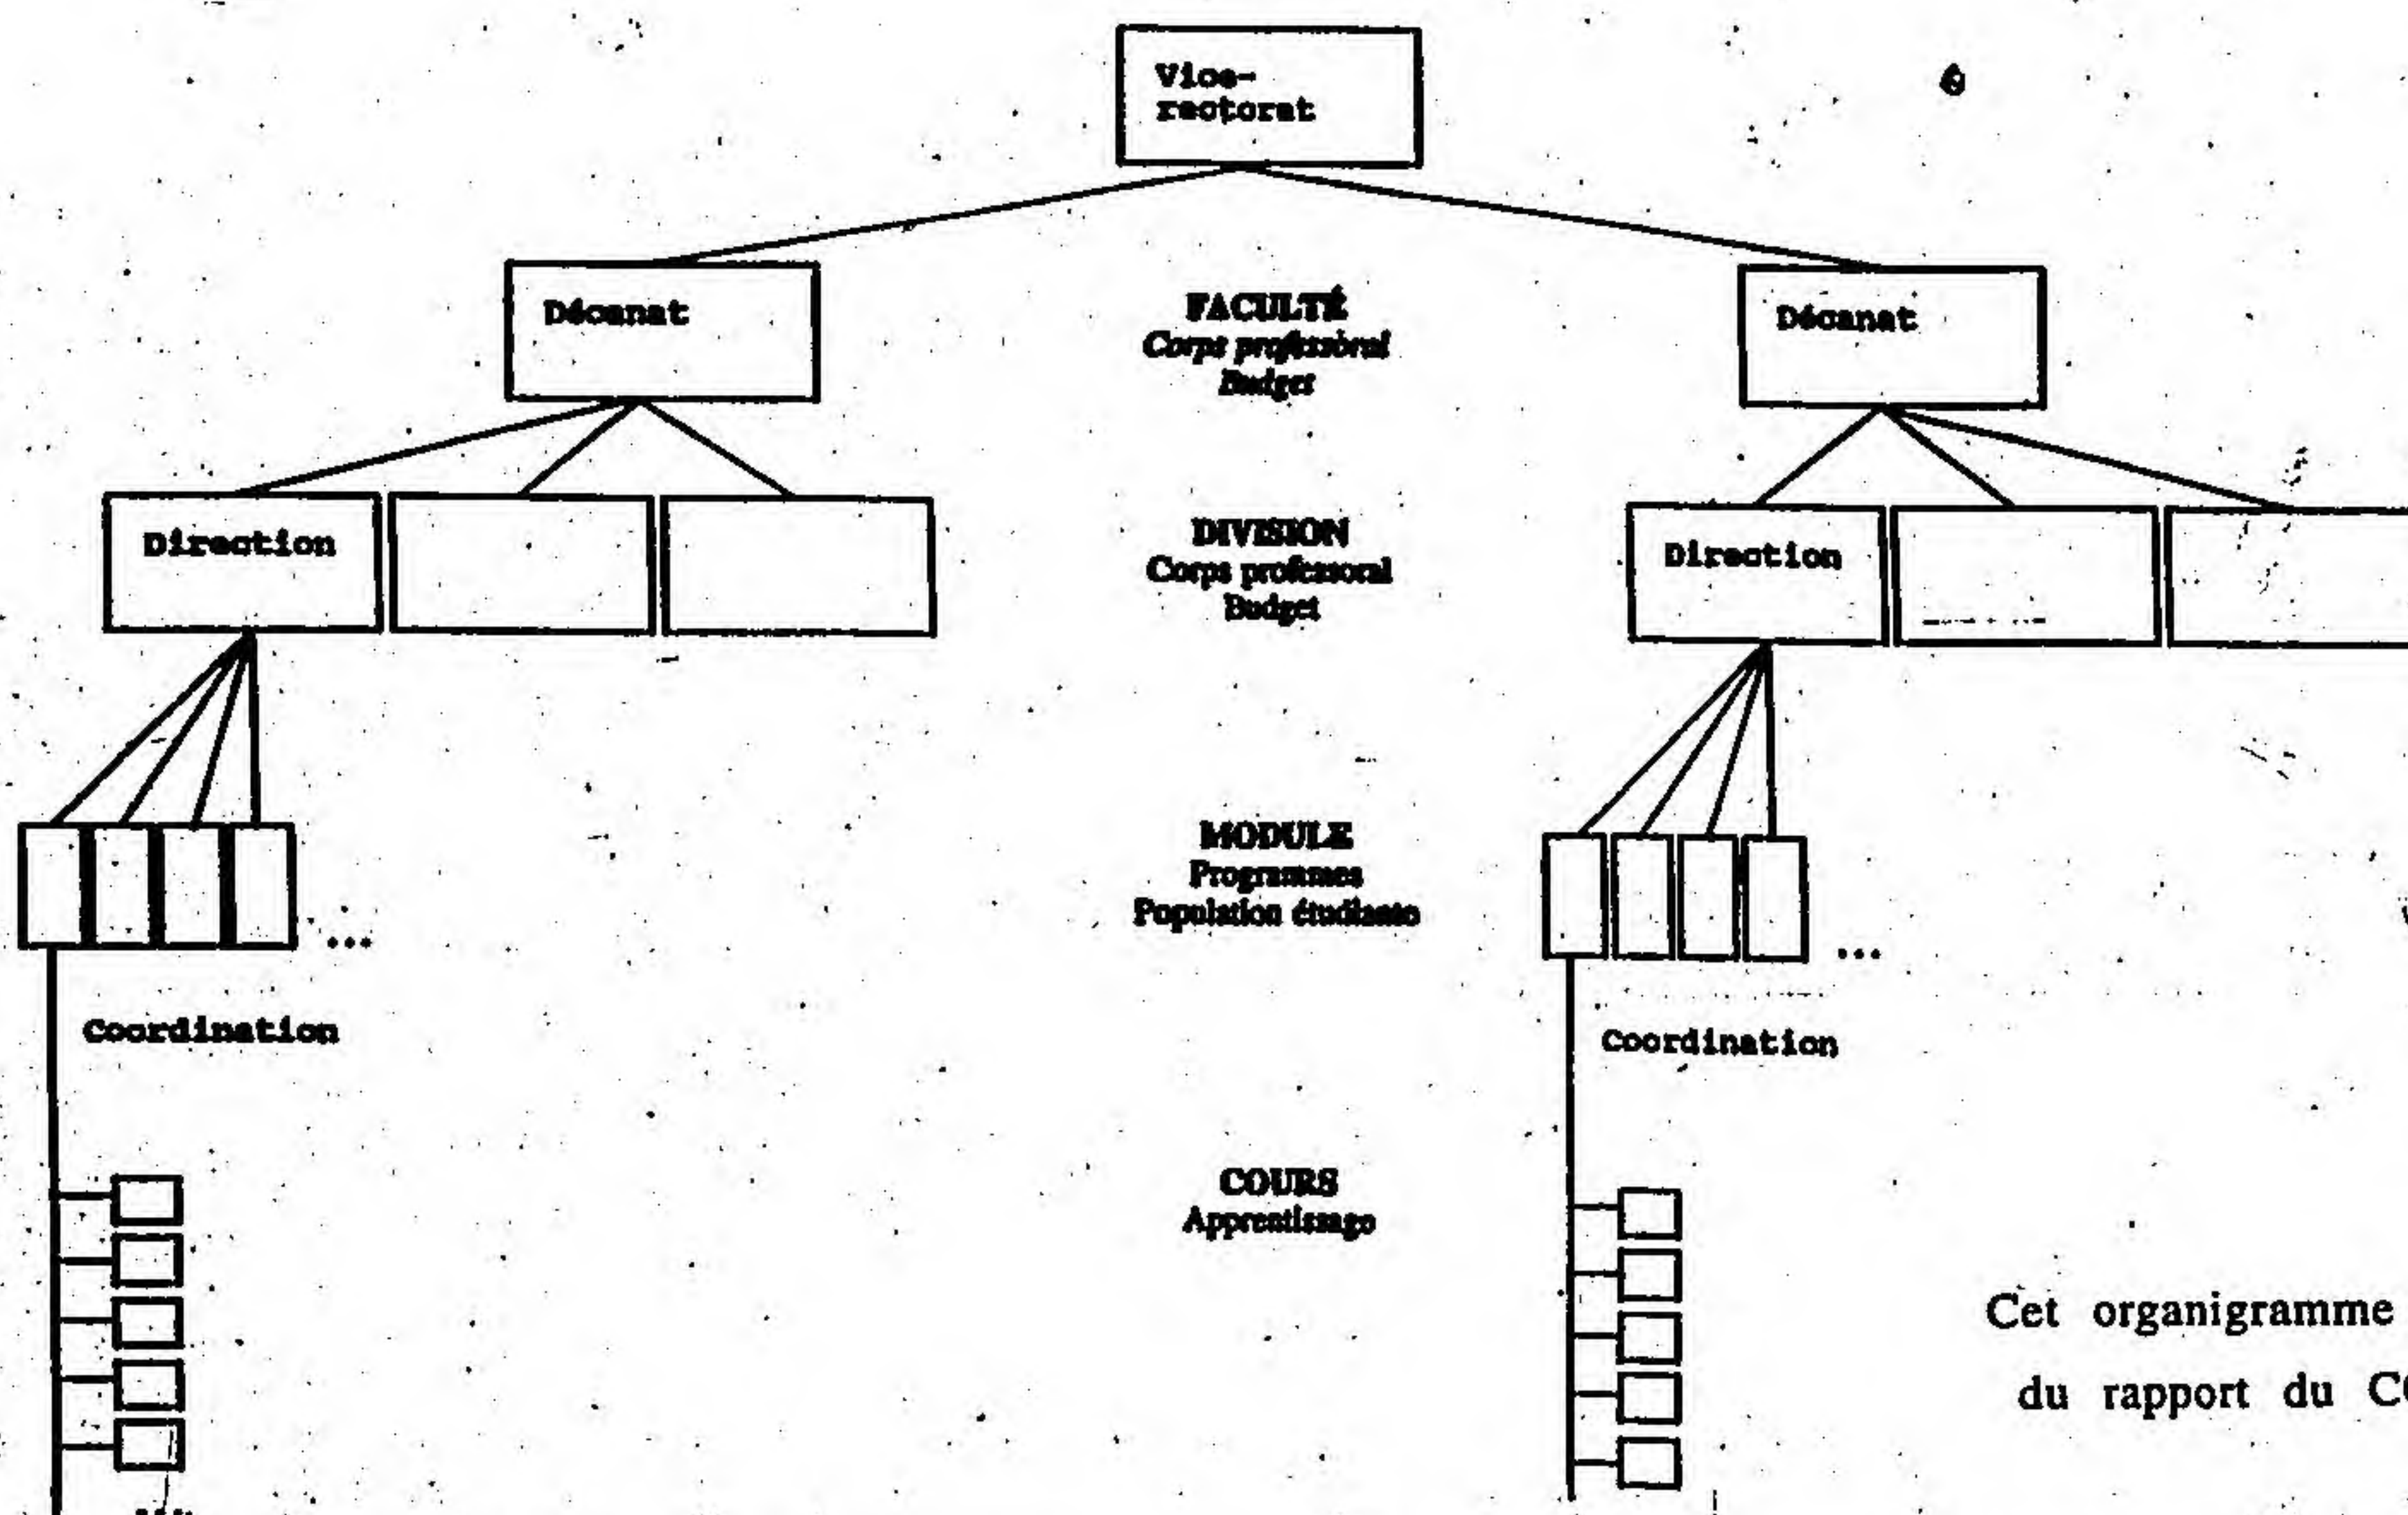 Vice-
rectorat
6
Décanat
FACULTÉ
Corps professoral
Budget
Décanat
Direction
DIVISION
Corps professoral
Budget
Direction
MODULE
Programmes
Population étudiante
...
...
Coordination
Coordination
COURS
Apprentissage
Cet organigramme
du rapport du
...